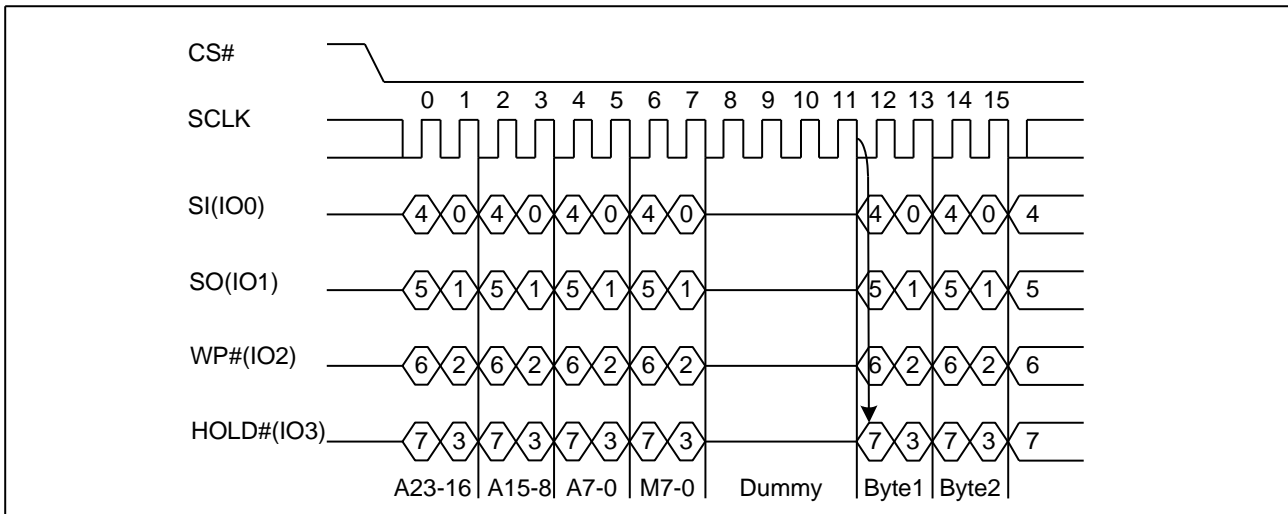 CS#
0 1 2 3 4 5 6 7 8 9 10 11 12 13 14 15
SCLK
SI(IO0) 4 0 4 0 4 0 4 0 4 0 4 0 4
SO(IO1) 5 1 5 1 5 1 5 1 5 1 5 1 5
WP#(IO2) 6 2 6 2 6 2 6 2 6 2 6 2 6
HOLD#(IO3) 7 3 7 3 7 3 7 3 7 3 7 3 7
A23-16 A15-8 A7-0 M7-0 Dummy Byte1 Byte2